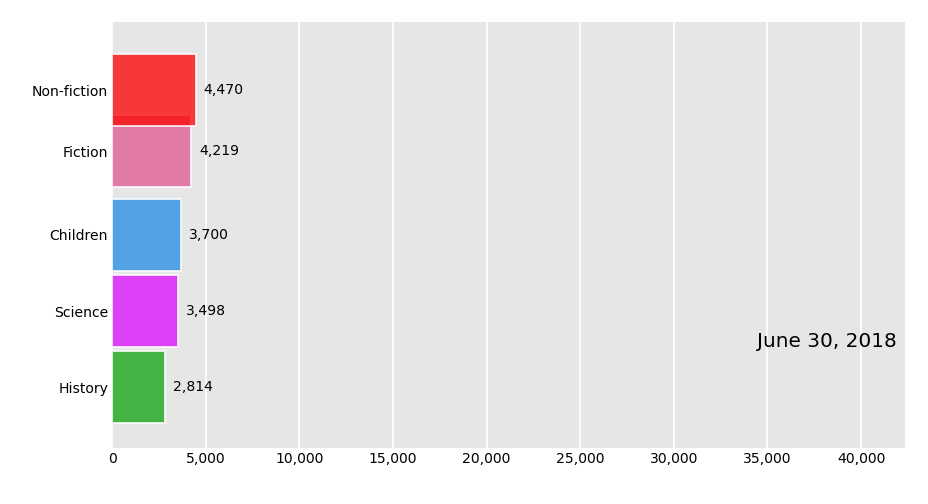 Non-fiction 4,470
Fiction 4,219
Children 3,700
Science 3,498
June 30, 2018
History 2,814
0 5,000 10,000 15,000 20,000 25,000 30,000 35,000 40,000